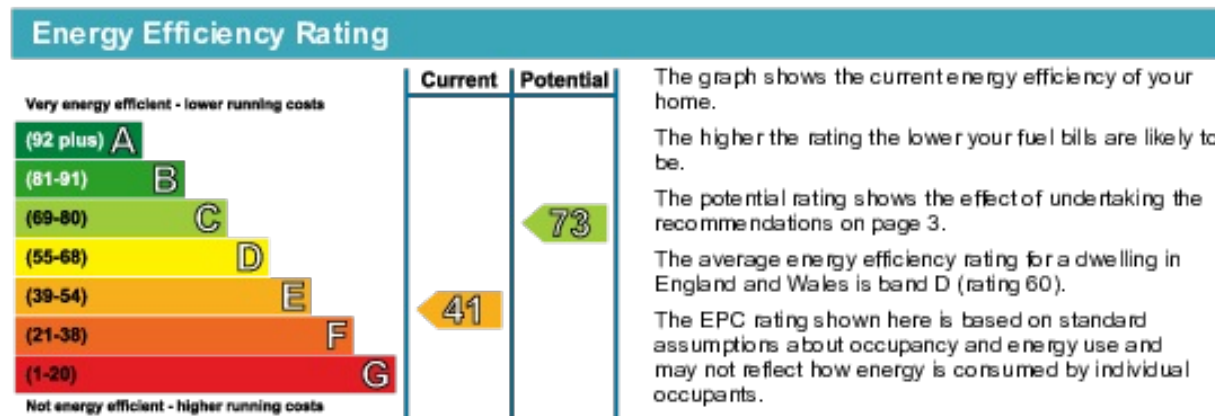 Energy Efficiency Rating
Current Potential
Very energy efficient - lower running costs
(92 plus) A
(81-91) B
(69-80) C
73
(55-68) D
(39-54) E
41
(21-38) F
(1-20) G
Not energy efficient - higher running costs
The graph shows the current energy efficiency of your
home.
The higher the rating the lower your fuel bills are likely to
be.
The potential rating shows the effect of undertaking the
recommendations on page 3.
The average energy efficiency rating for a dwelling in
England and Wales is band D (rating 60).
The EPC rating shown here is based on standard
assumptions about occupancy and energy use and
may not reflect how energy is consumed by individual
occupants.